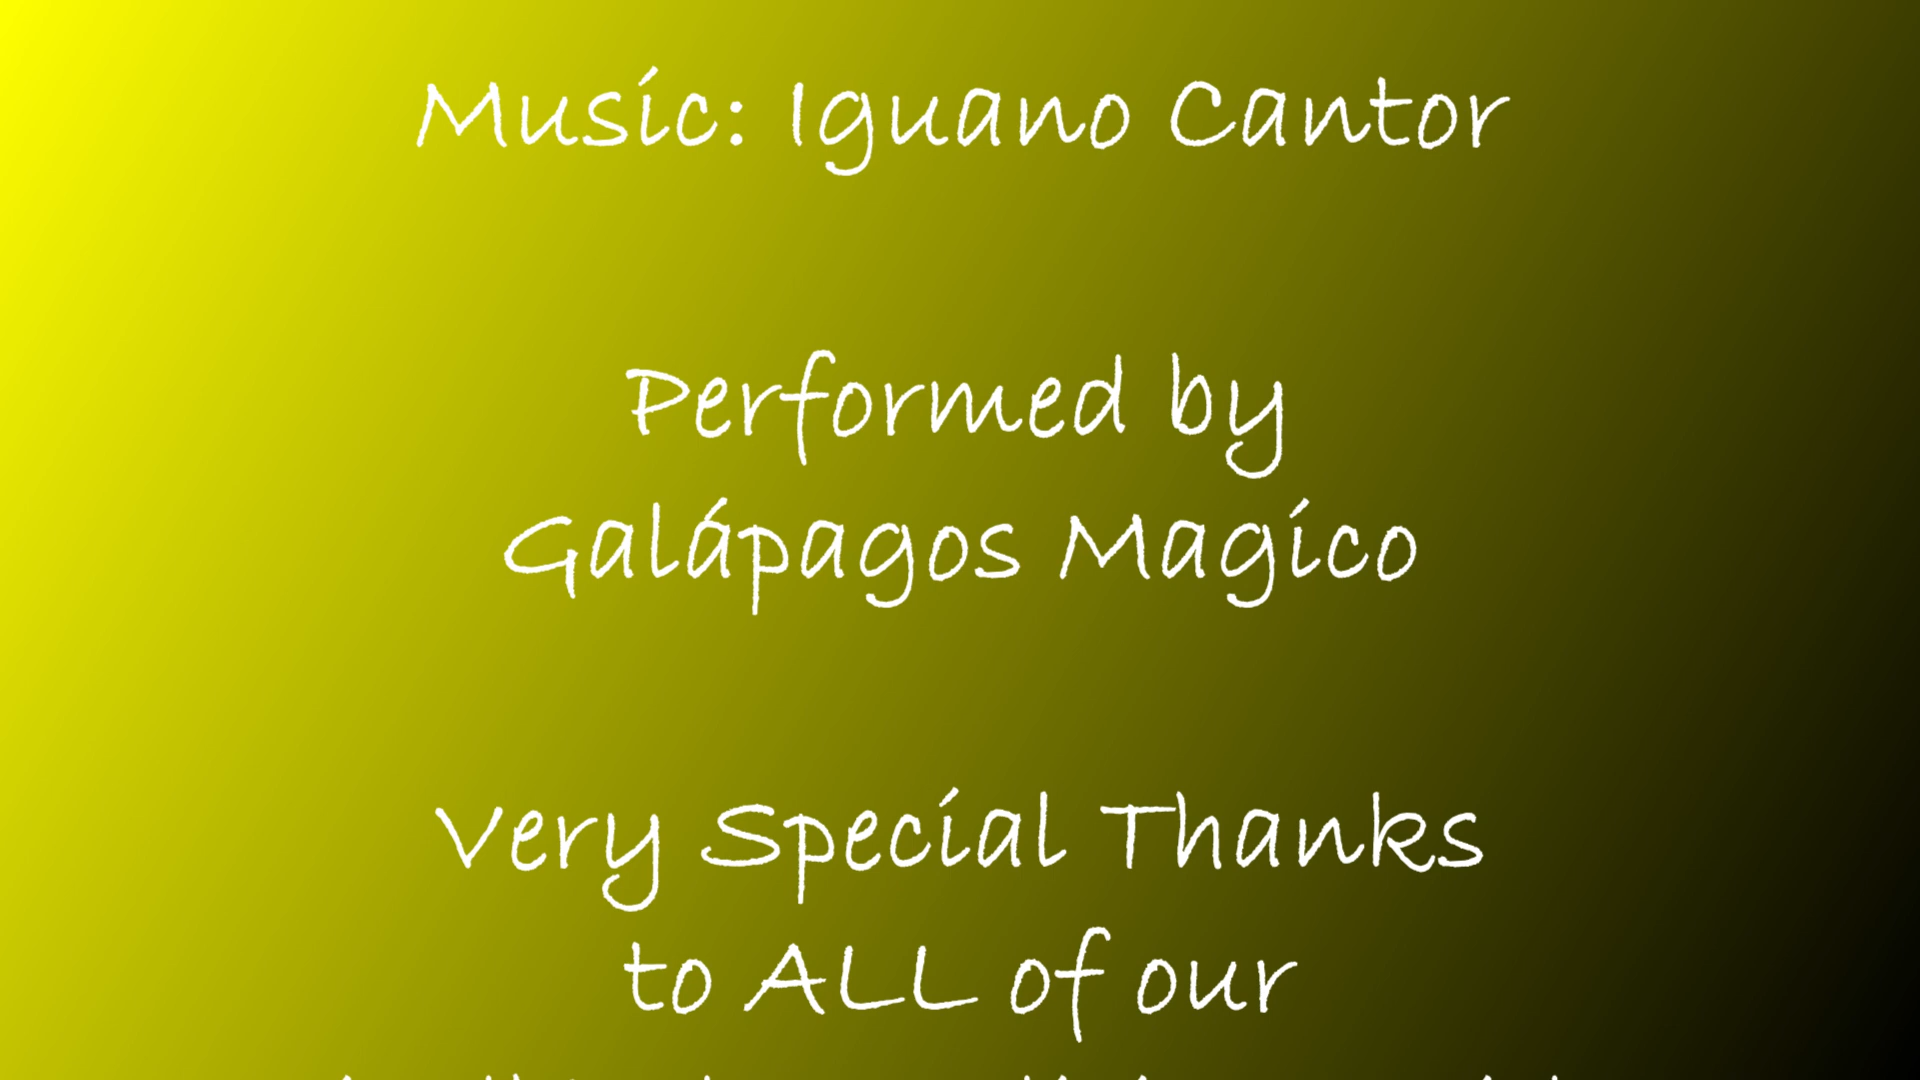 Music: Iguano Cantor
Performed by
Galápagos Magico
Very Special Thanks
to ALL of our